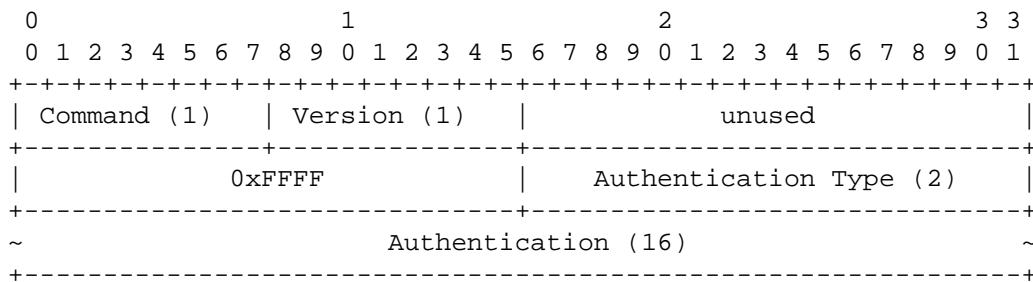 0 1 2 3 3
0 1 2 3 4 5 6 7 8 9 0 1 2 3 4 5 6 7 8 9 0 1 2 3 4 5 6 7 8 9 0 1
+-+-+-+-+-+-+-+-+-+-+-+-+-+-+-+-+-+-+-+-+-+-+-+-+-+-+-+-+-+-+-+-+
| Command (1) | Version (1) | unused |
+---------------+---------------+-------------------------------+
| 0xFFFF | Authentication Type (2) |
+-------------------------------+-------------------------------+
~ Authentication (16) ~
+---------------------------------------------------------------+